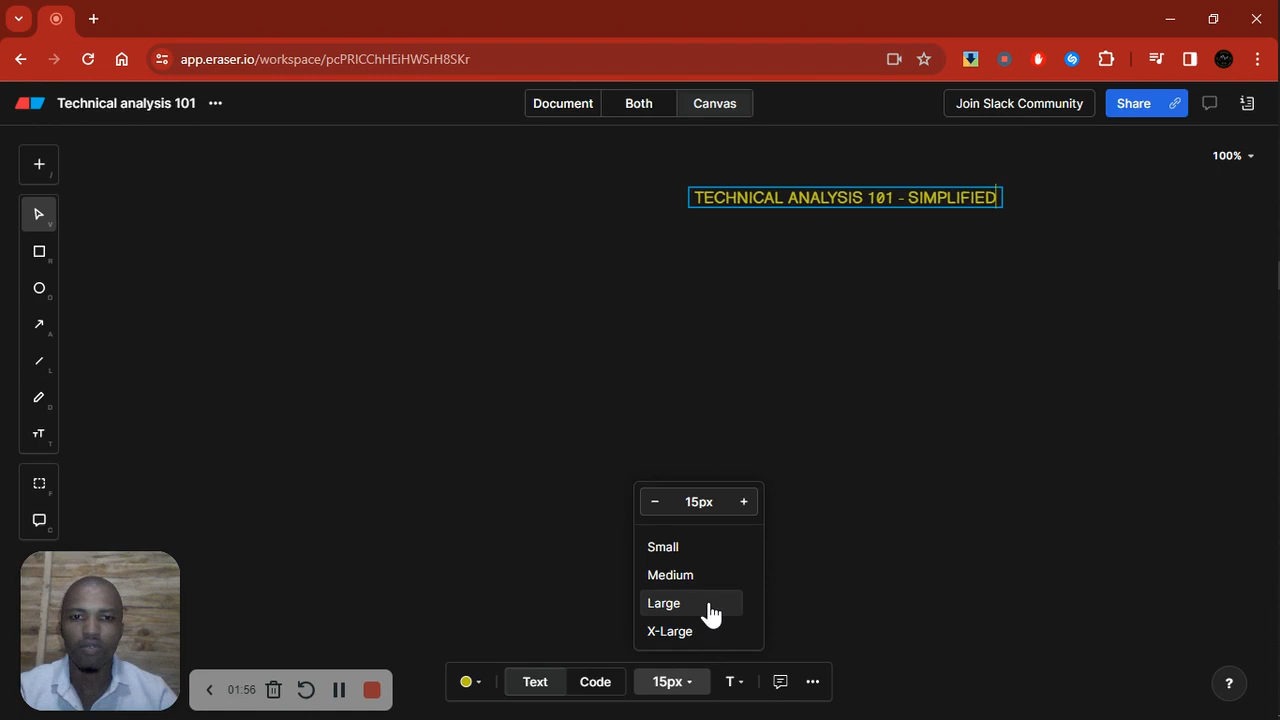 app.eraser.io/workspace/pcPRICChHEiHWSrH8SKr
Technical analysis 101
Document
Both
Canvas
Join Slack Community
Share
100%
TECHNICAL ANALYSIS 101 - SIMPLIFIED
/
V
R
O
A
L
D
T
F
C
− 15px +
Small
Medium
Large
X-Large
01:56
Text
Code
15px
T
?